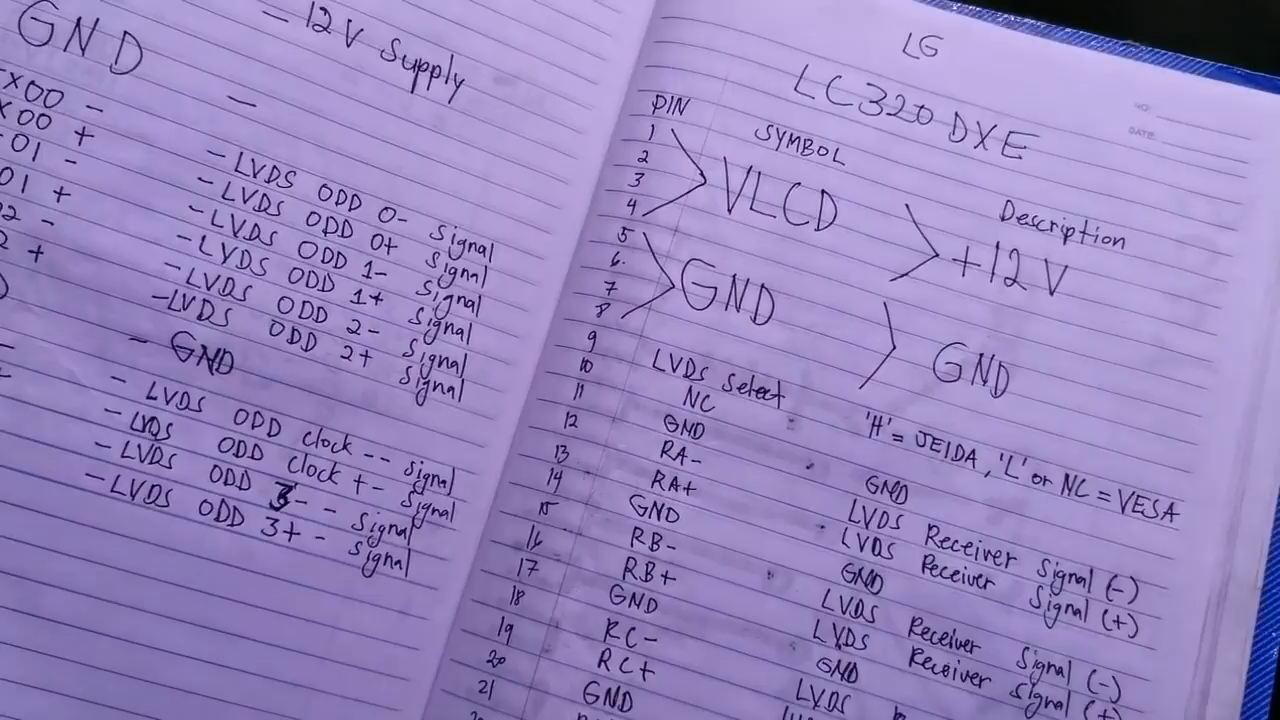 GND - 12V Supply
X00 - -
X00 + - LVDS ODD 0- Signal
01 - - LVDS ODD 0+ Signal
01 + - LVDS ODD 1- Signal
02 - - LVDS ODD 1+ Signal
2 + - LVDS ODD 2- Signal
- LVDS ODD 2+ Signal
- GND
- LVDS ODD clock -- Signal
- LVDS ODD clock +- Signal
- LVDS ODD 3- - Signal
- LVDS ODD 3+ - Signal
LG
LC320DXE
NO.
DATE
PIN SYMBOL Description
1
2
3 VLCD +12V
4
5
6.
7 GND GND
8
9 LVDS Select 'H' = JEIDA, 'L' or NC = VESA
10 NC
11 GND GND
12 RA- LVDS Receiver Signal (-)
13 RA+ LVDS Receiver Signal (+)
14 GND GND
15 RB- LVDS Receiver Signal (-)
16 RB+ LVDS Receiver Signal (+)
17 GND GND
18 RC- LVDS
19 RC+
20 GND
21